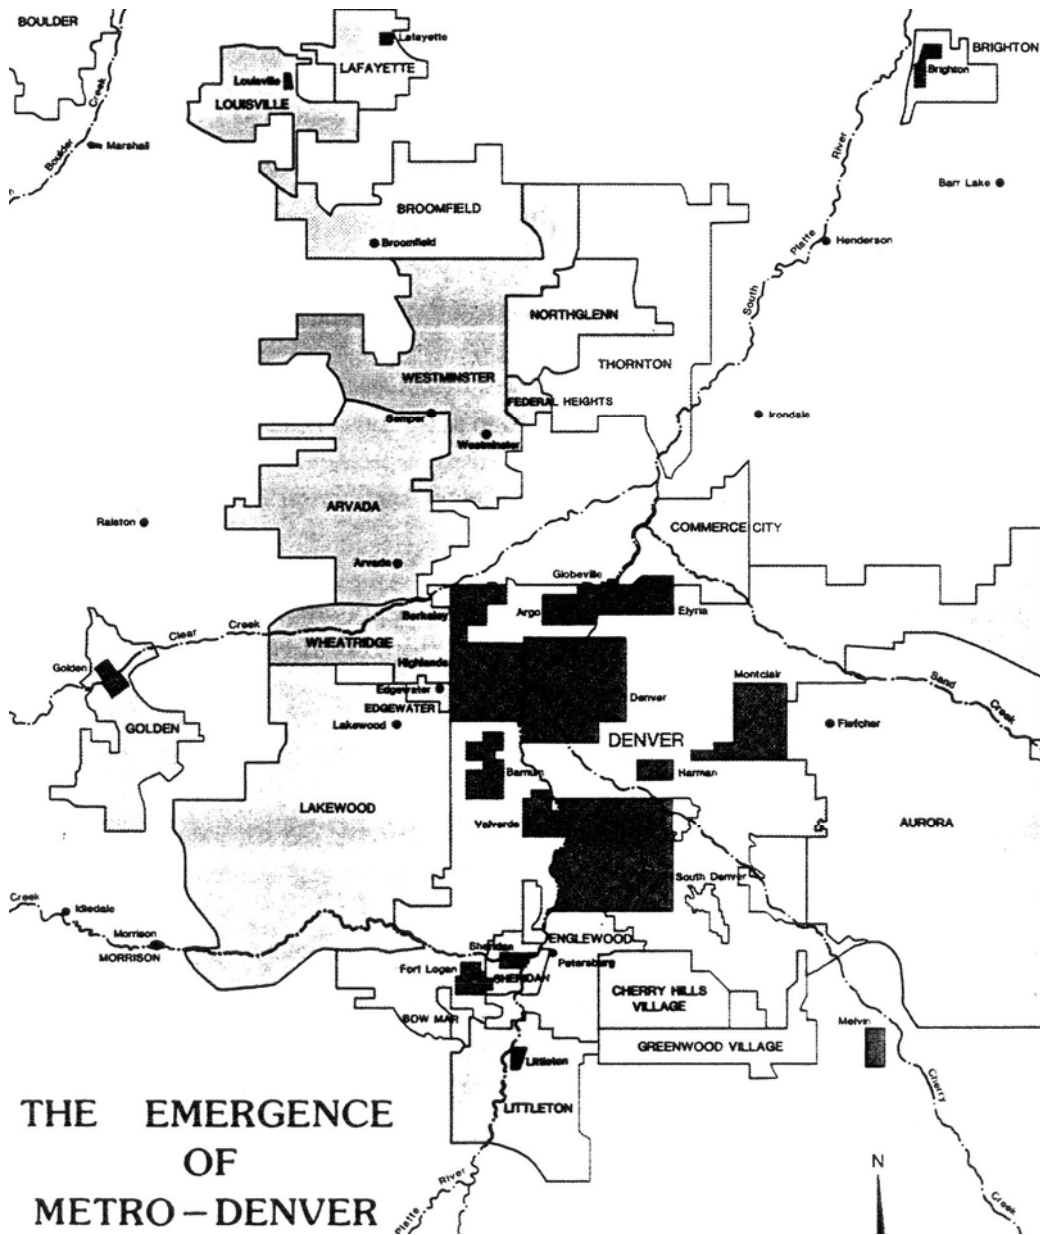 BOULDER
Lafayette
LAFAYETTE
BRIGHTON
Brighton
Louisville
LOUISVILLE
Boulder Creek
Marshall
River
Barr Lake
BROOMFIELD
Broomfield
Platte
Henderson
South
NORTHGLENN
THORNTON
WESTMINSTER
FEDERAL HEIGHTS
Semper
Irondale
Westminster
ARVADA
Ralston
COMMERCE CITY
Arvada
Globeville
Argo
Elyria
Berkeley
Clear Creek
WHEATRIDGE
Golden
Highlands
Montclair
Sand Creek
Edgewater
EDGEWATER
Denver
GOLDEN
Lakewood
Fletcher
DENVER
Barnum
Harman
LAKEWOOD
Valverde
AURORA
South Denver
Creek
Idledale
Morrison
MORRISON
Sheridan
ENGLEWOOD
Petersburg
Fort Logan
SHERIDAN
CHERRY HILLS
VILLAGE
BOW MAR
Melvin
GREENWOOD VILLAGE
Littleton
Cherry Creek
LITTLETON
THE EMERGENCE
OF
METRO-DENVER
Platte River
N